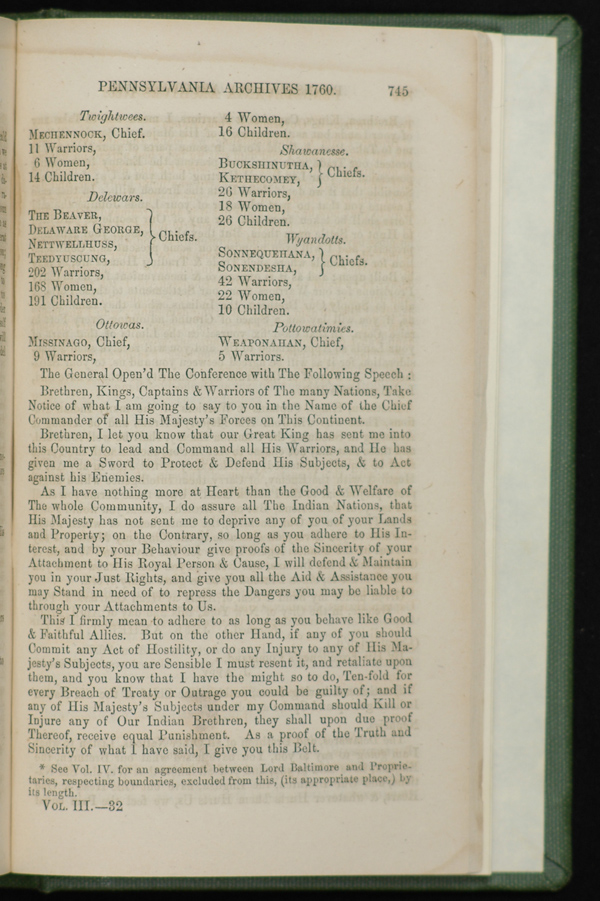 PENNSYLVANIA ARCHIVES 1760. 745
Twightwees.
MECHENNOCK, Chief.
11 Warriors,
6 Women,
14 Children.
Delewars.
THE BEAVER,
DELAWARE GEORGE,
NETTWELLHUSS,
TEEDYUSCUNG,
} Chiefs.
202 Warriors,
168 Women,
191 Children.
Ottowas.
MISSINAGO, Chief,
9 Warriors,
4 Women,
16 Children.
Shawanesse.
BUCKSHINUTHA,
KETHECOMEY,
} Chiefs.
26 Warriors,
18 Women,
26 Children.
Wyandotts.
SONNEQUEHANA,
SONENDESHA,
} Chiefs.
42 Warriors,
22 Women,
10 Children.
Pottowatimies.
WEAPONAHAN, Chief,
5 Warriors.
The General Open'd The Conference with The Following Speech :
Brethren, Kings, Captains & Warriors of The many Nations, Take
Notice of what I am going to say to you in the Name of the Chief
Commander of all His Majesty's Forces on This Continent.
Brethren, I let you know that our Great King has sent me into
this Country to lead and Command all His Warriors, and He has
given me a Sword to Protect & Defend His Subjects, & to Act
against his Enemies.
As I have nothing more at Heart than the Good & Welfare of
The whole Community, I do assure all The Indian Nations, that
His Majesty has not sent me to deprive any of you of your Lands
and Property; on the Contrary, so long as you adhere to His In-
terest, and by your Behaviour give proofs of the Sincerity of your
Attachment to His Royal Person & Cause, I will defend & Maintain
you in your Just Rights, and give you all the Aid & Assistance you
may Stand in need of to repress the Dangers you may be liable to
through your Attachments to Us.
This I firmly mean to adhere to as long as you behave like Good
& Faithful Allies. But on the other Hand, if any of you should
Commit any Act of Hostility, or do any Injury to any of His Ma-
jesty's Subjects, you are Sensible I must resent it, and retaliate upon
them, and you know that I have the might so to do, Ten-fold for
every Breach of Treaty or Outrage you could be guilty of; and if
any of His Majesty's Subjects under my Command should Kill or
Injure any of Our Indian Brethren, they shall upon due proof
Thereof, receive equal Punishment. As a proof of the Truth and
Sincerity of what I have said, I give you this Belt.
* See Vol. IV. for an agreement between Lord Baltimore and Proprie-
taries, respecting boundaries, excluded from this, (its appropriate place,) by
its length.
VOL. III.—32